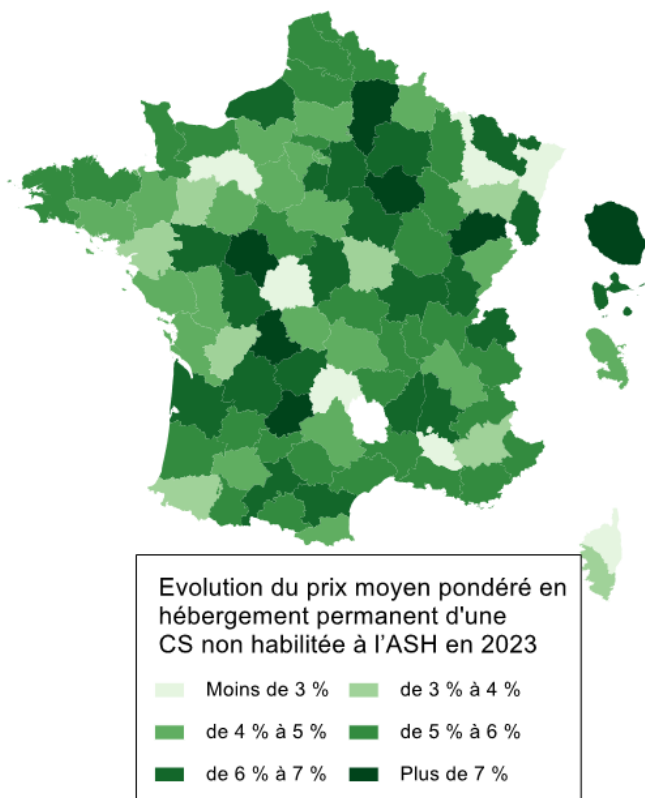 Evolution du prix moyen pondéré en
hébergement permanent d'une
CS non habilitée à l’ASH en 2023
Moins de 3 % de 3 % à 4 %
de 4 % à 5 % de 5 % à 6 %
de 6 % à 7 % Plus de 7 %